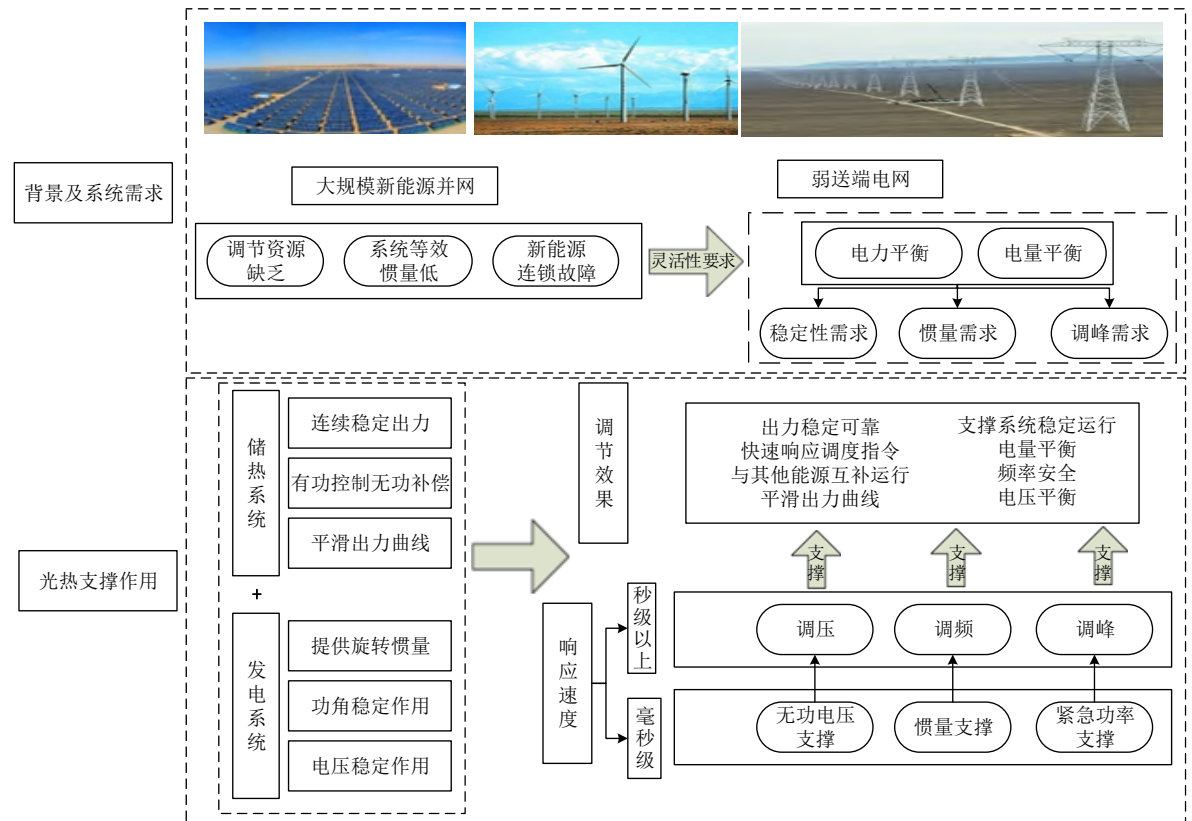 背景及系统需求
大规模新能源并网
弱送端电网
调节资源
缺乏
系统等效
惯量低
新能源
连锁故障
灵活性要求
电力平衡
电量平衡
稳定性需求
惯量需求
调峰需求
光热支撑作用
储热系统
连续稳定出力
有功控制无功补偿
平滑出力曲线
+
发电系统
提供旋转惯量
功角稳定作用
电压稳定作用
调节效果
出力稳定可靠
快速响应调度指令
与其他能源互补运行
平滑出力曲线
支撑系统稳定运行
电量平衡
频率安全
电压平衡
支撑
支撑
支撑
响应速度
秒级以上
调压
调频
调峰
毫秒级
无功电压
支撑
惯量支撑
紧急功率
支撑